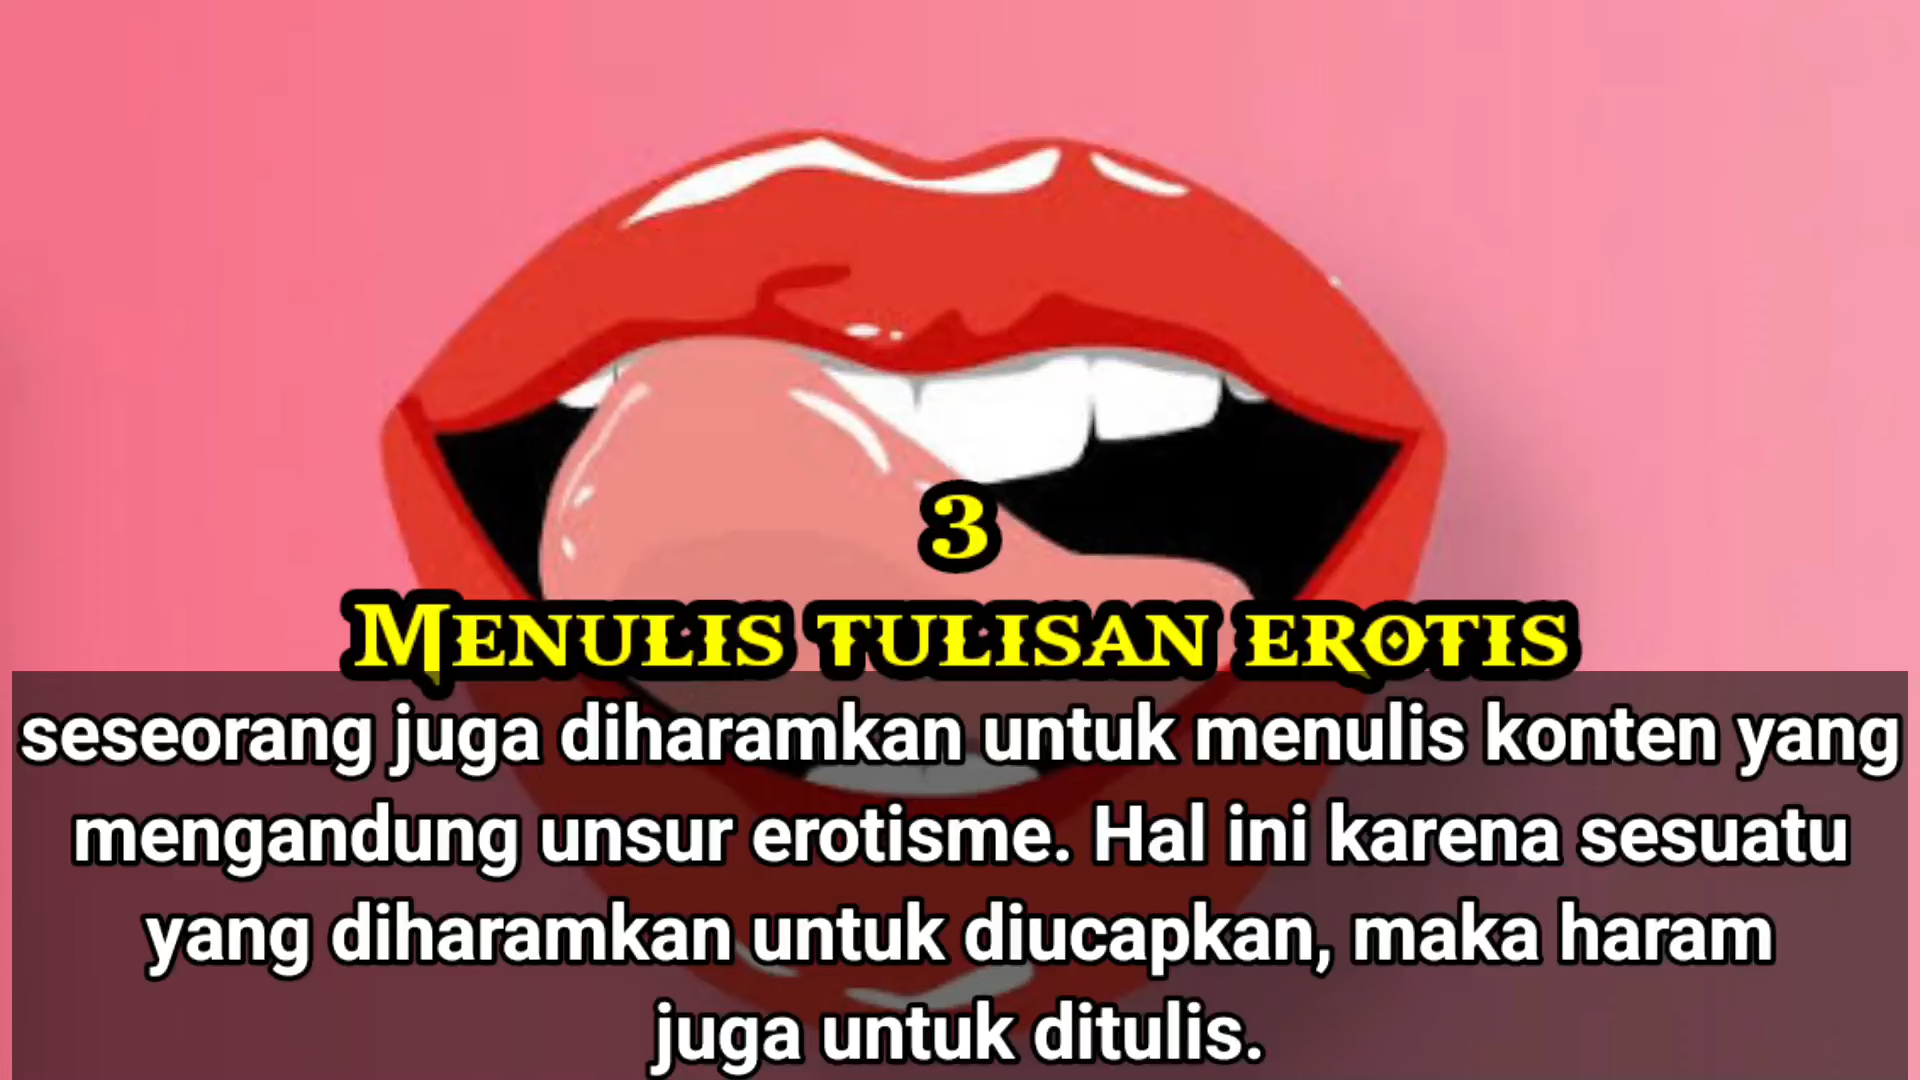 3
Menulis tulisan erotis
seseorang juga diharamkan untuk menulis konten yang
mengandung unsur erotisme. Hal ini karena sesuatu
yang diharamkan untuk diucapkan, maka haram
juga untuk ditulis.